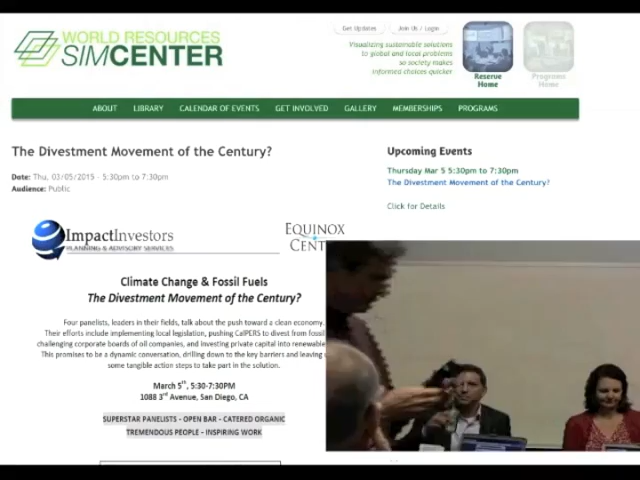 WORLD RESOURCES
SIMCENTER
Get Updates
Join Us / Login
Visualizing sustainable solutions
to global and local problems
so society makes
informed choices quicker
Reserve
Home
Programs
Home
ABOUT LIBRARY CALENDAR OF EVENTS GET INVOLVED GALLERY MEMBERSHIPS PROGRAMS
The Divestment Movement of the Century?
Date: Thu, 03/05/2015 - 5:30pm to 7:30pm
Audience: Public
Upcoming Events
Thursday Mar 5 5:30pm to 7:30pm
The Divestment Movement of the Century?
Click for Details
ImpactInvestors
PLANNING & ADVISORY SERVICES
EQUINOX
CENT
Climate Change & Fossil Fuels
The Divestment Movement of the Century?
Four panelists, leaders in their fields, talk about the push toward a clean economy.
Their efforts include implementing local legislation, pushing CalPERS to divest from fossil
challenging corporate boards of oil companies, and investing private capital into renewable
This promises to be a dynamic conversation, drilling down to the key barriers and leaving
some tangible action steps to take part in the solution.
March 5th, 5:30-7:30PM
1088 3rd Avenue, San Diego, CA
SUPERSTAR PANELISTS - OPEN BAR - CATERED ORGANIC
TREMENDOUS PEOPLE - INSPIRING WORK